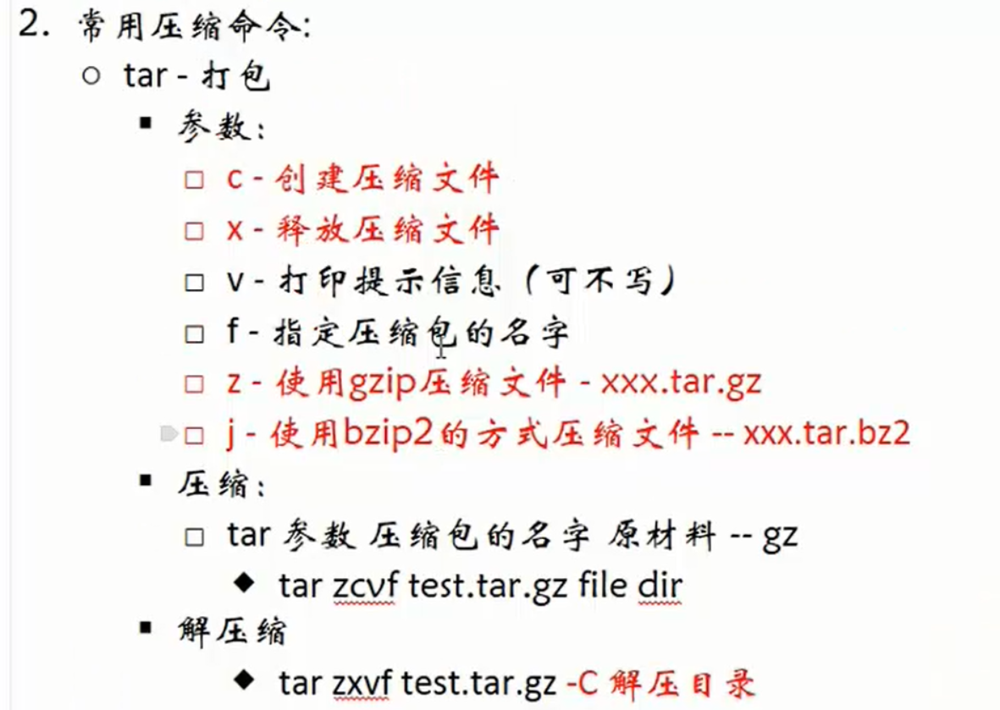 2. 常用压缩命令:
○ tar - 打包
▪ 参数:
□ c - 创建压缩文件
□ x - 释放压缩文件
□ v - 打印提示信息（可不写）
□ f - 指定压缩包的名字
□ z - 使用gzip压缩文件 - xxx.tar.gz
□ j - 使用bzip2的方式压缩文件 -- xxx.tar.bz2
▪ 压缩:
□ tar 参数 压缩包的名字 原材料 -- gz
◆ tar zcvf test.tar.gz file dir
▪ 解压缩
◆ tar zxvf test.tar.gz -C 解压目录